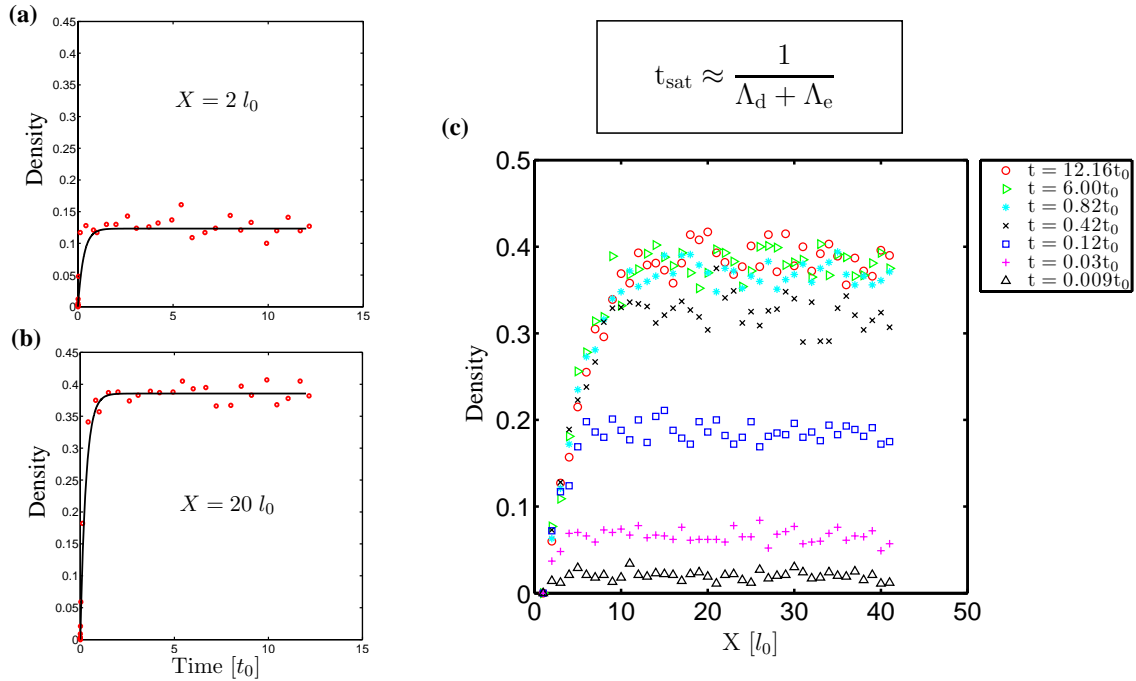 (a)
0.45
0.4
0.35
0.3
0.25
0.2
0.15
0.1
0.05
0
0 5 10 15
Density
X = 2 l₀
(b)
0.45
0.4
0.35
0.3
0.25
0.2
0.15
0.1
0.05
0
0 5 10 15
Density
X = 20 l₀
Time [t₀]
t_sat ≈ 1 / (Λ_d + Λ_e)
(c)
0.5
0.4
0.3
0.2
0.1
0
0 10 20 30 40 50
Density
X [l₀]
t = 12.16t₀
t = 6.00t₀
t = 0.82t₀
t = 0.42t₀
t = 0.12t₀
t = 0.03t₀
t = 0.009t₀